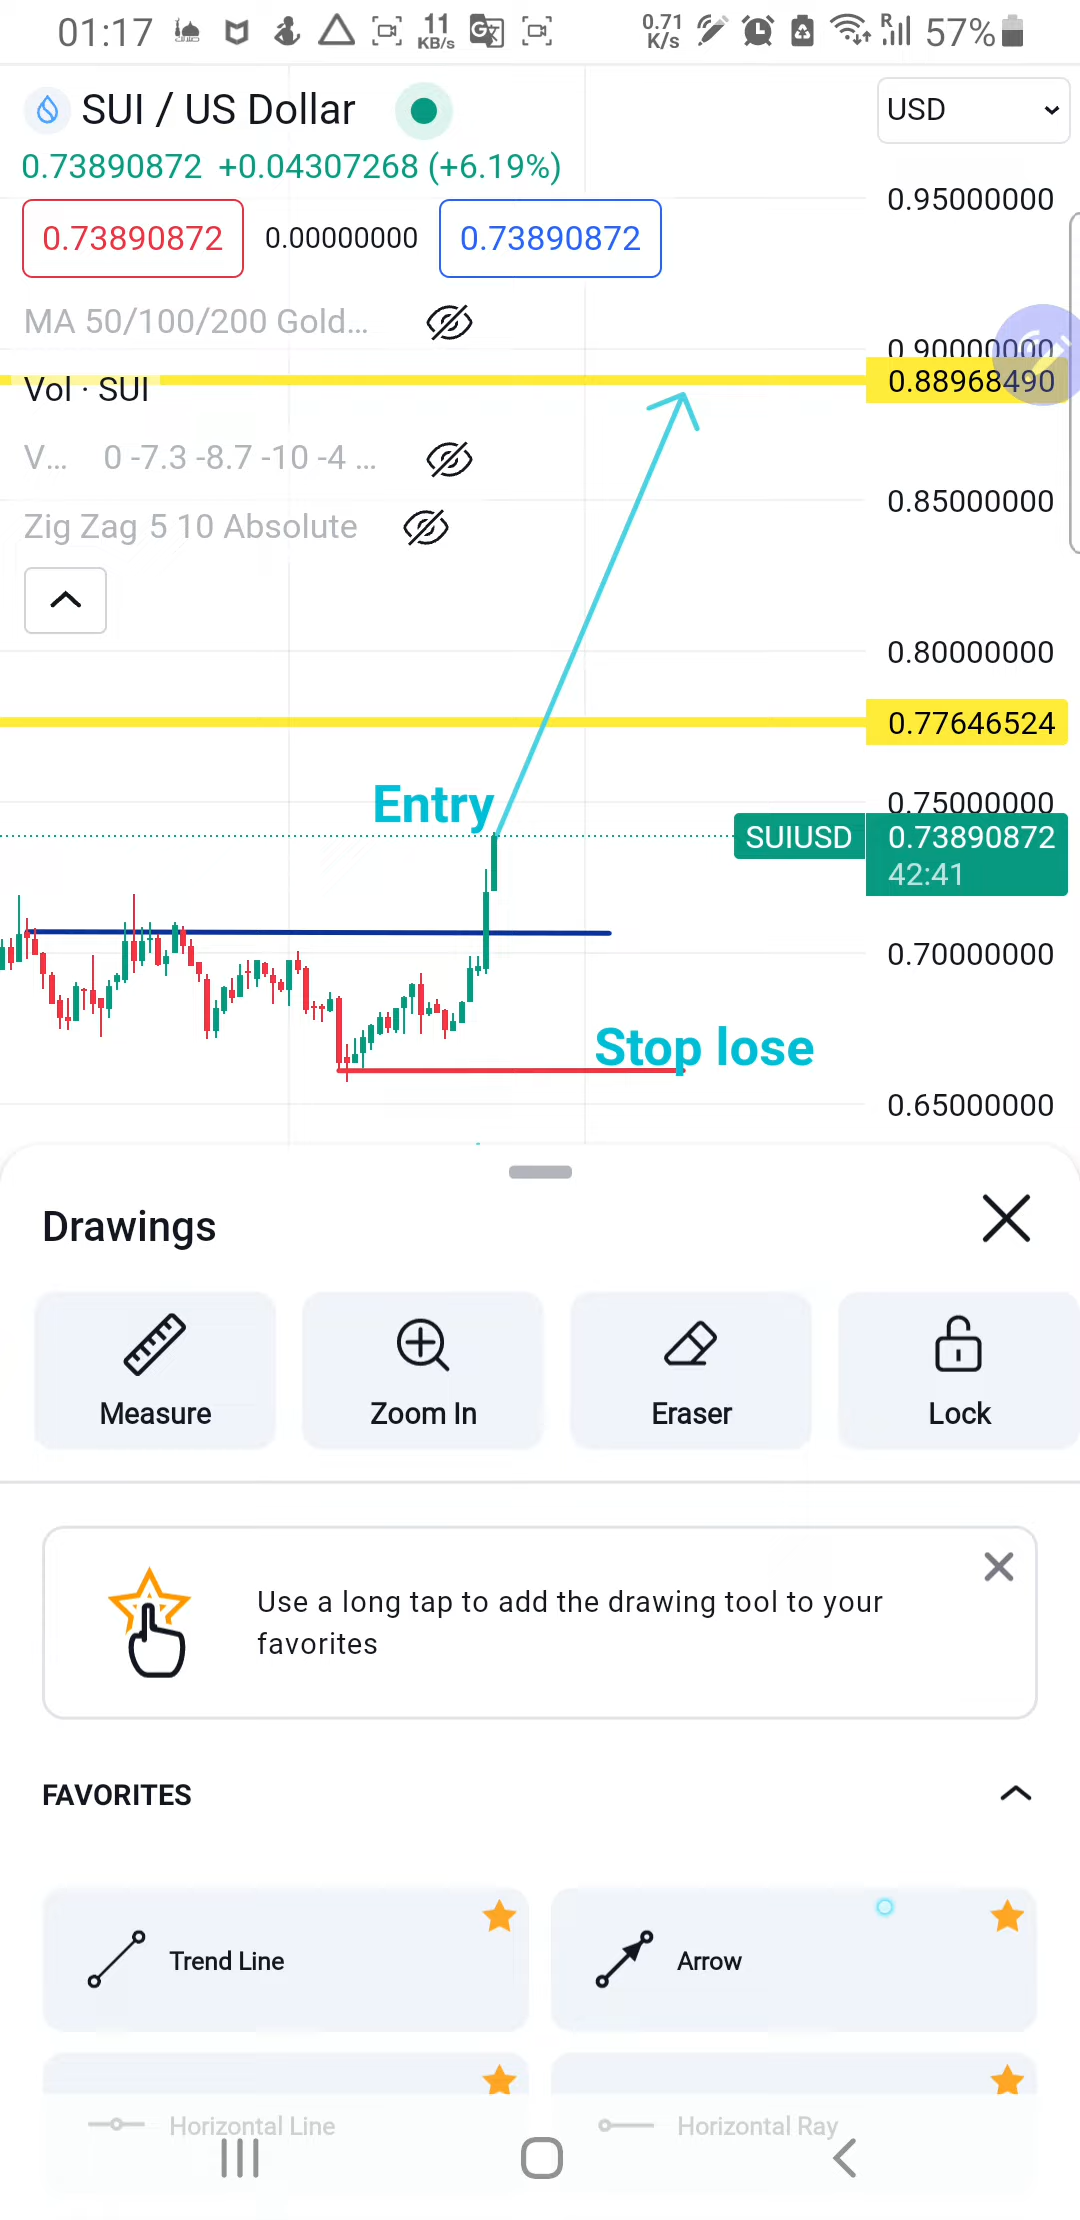 01:17
11
KB/s
0.71
K/s
R
57%
SUI / US Dollar
USD
0.73890872 +0.04307268 (+6.19%)
0.95000000
0.73890872 0.00000000 0.73890872
MA 50/100/200 Gold...
0.90000000
Vol · SUI
0.88968490
V... 0 -7.3 -8.7 -10 -4 ...
0.85000000
Zig Zag 5 10 Absolute
0.80000000
0.77646524
Entry
0.75000000
SUIUSD 0.73890872
42:41
0.70000000
Stop lose
0.65000000
Drawings
Measure
Zoom In
Eraser
Lock
Use a long tap to add the drawing tool to your
favorites
FAVORITES
Trend Line
Arrow
Horizontal Line
Horizontal Ray